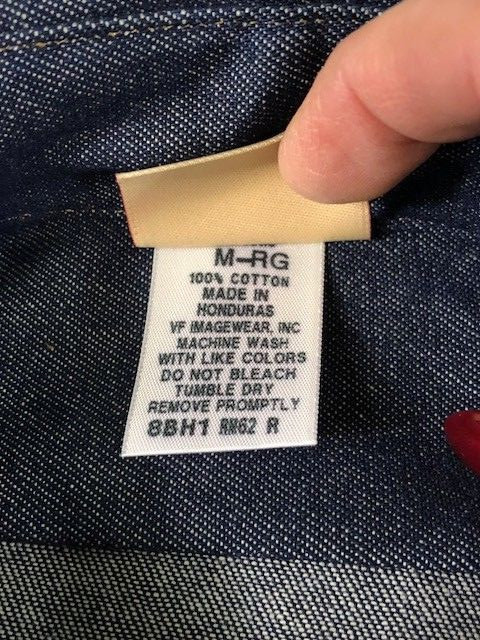 M-RG
100% COTTON
MADE IN
HONDURAS
VF IMAGEWEAR, INC
MACHINE WASH
WITH LIKE COLORS
DO NOT BLEACH
TUMBLE DRY
REMOVE PROMPTLY
8BH1 RN62 R